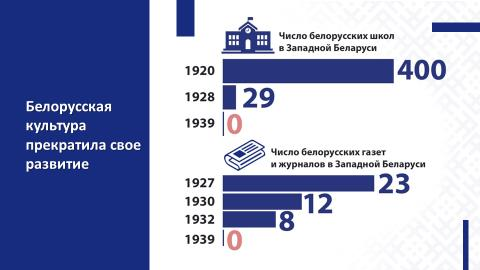 Белорусская
культура
прекратила свое
развитие
Число белорусских школ
в Западной Беларуси
1920 400
1928 29
1939 0
Число белорусских газет
и журналов в Западной Беларуси
1927 23
1930 12
1932 8
1939 0